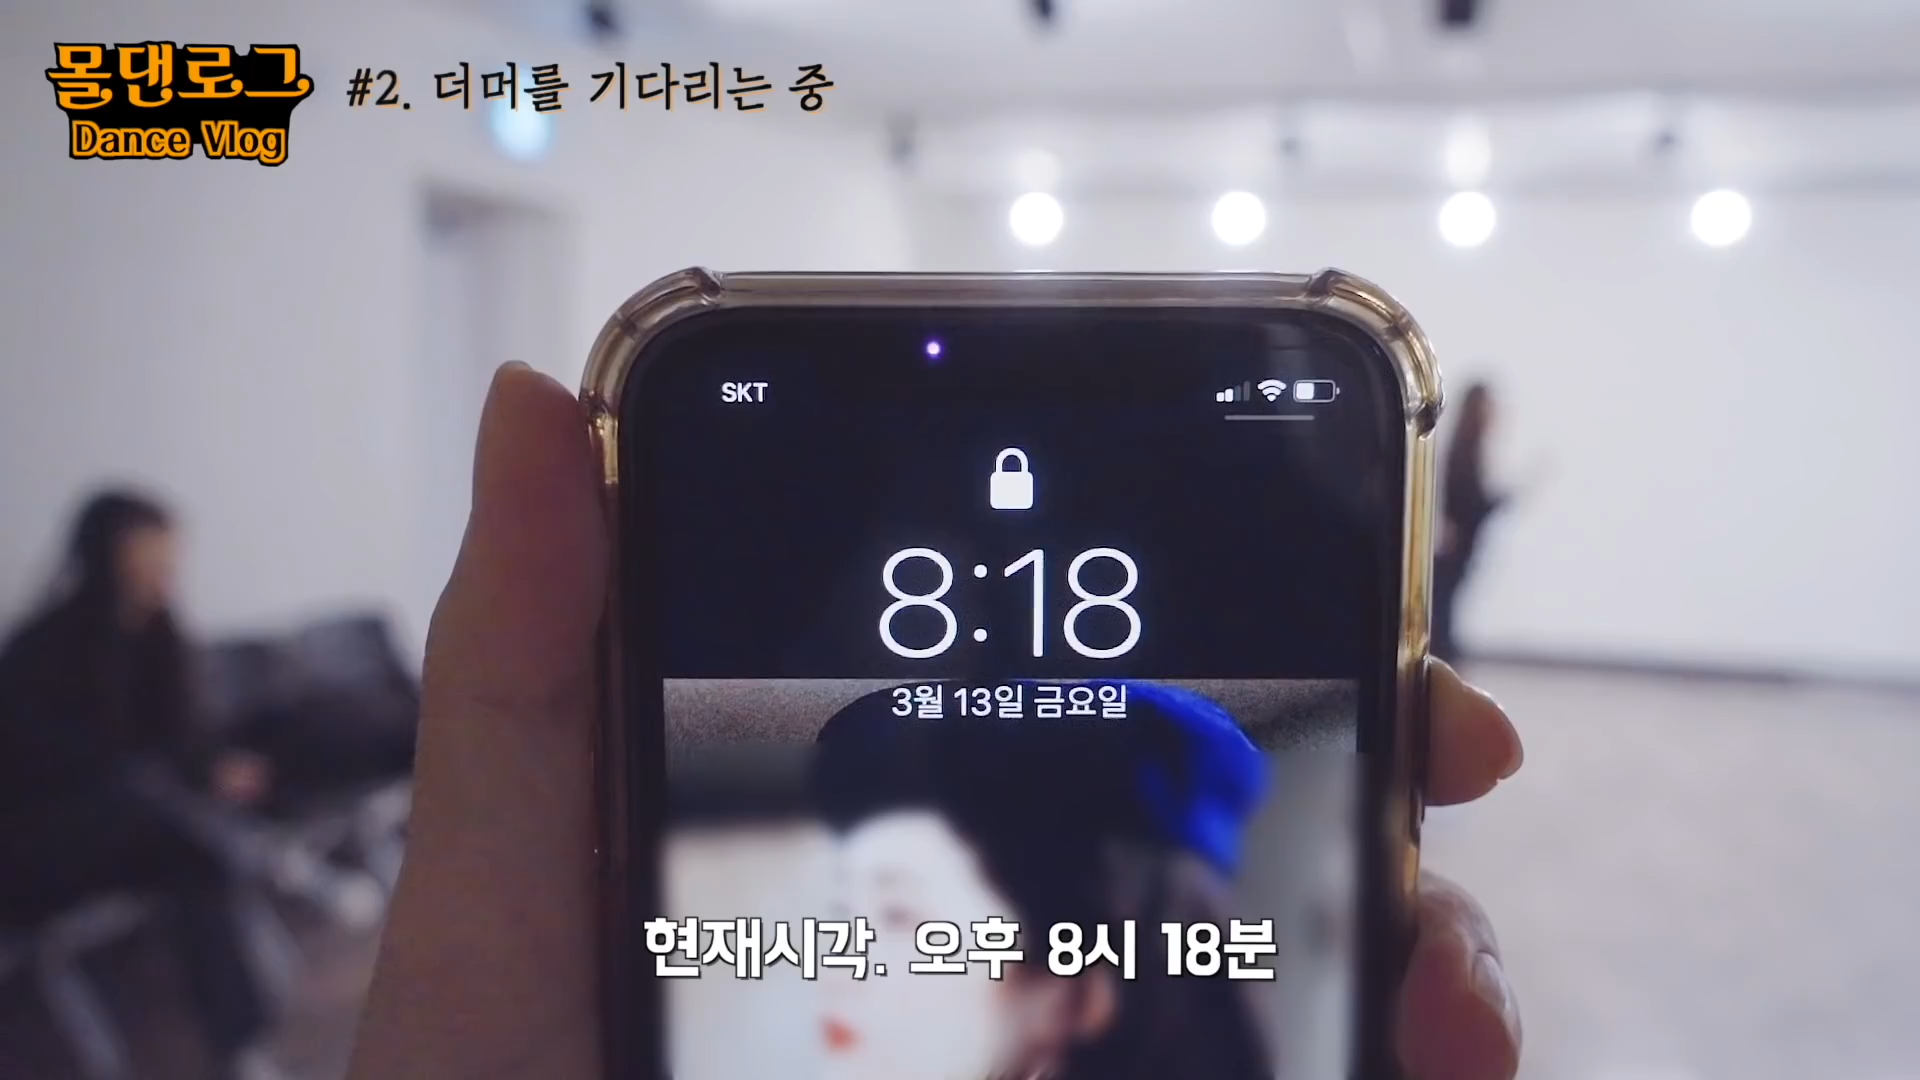 몰댄로그
Dance Vlog
#2. 더머를 기다리는 중
SKT
8:18
3월 13일 금요일
현재시각. 오후 8시 18분